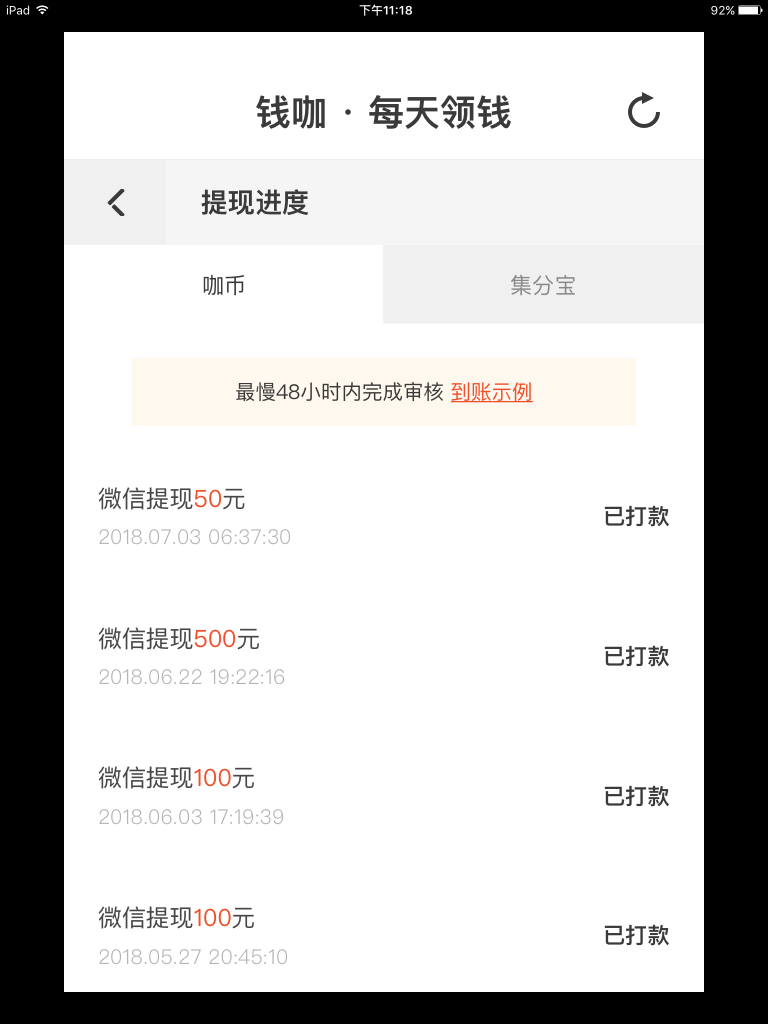 iPad 下午11:18 92%
钱咖 · 每天领钱
提现进度
咖币 集分宝
最慢48小时内完成审核 到账示例
微信提现50元
已打款
2018.07.03 06:37:30
微信提现500元
已打款
2018.06.22 19:22:16
微信提现100元
已打款
2018.06.03 17:19:39
微信提现100元
已打款
2018.05.27 20:45:10